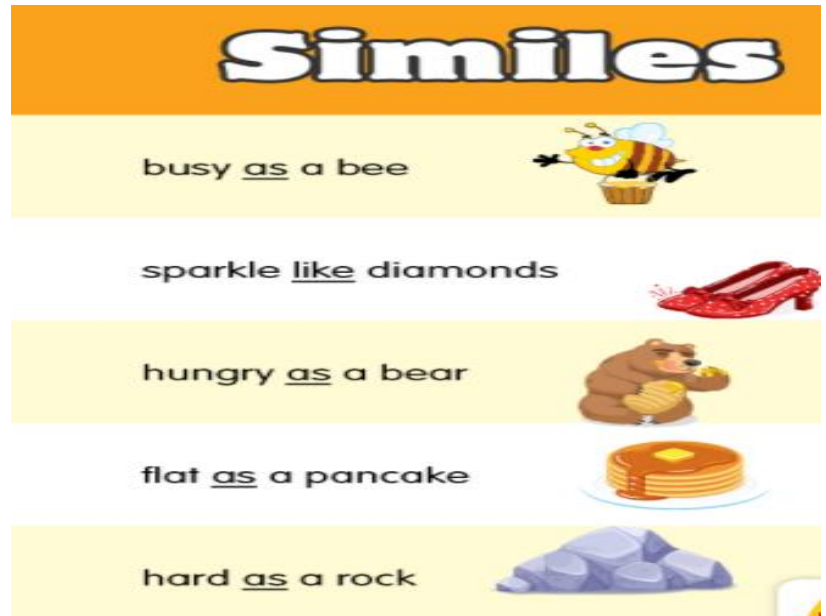 Similes
busy as a bee
sparkle like diamonds
hungry as a bear
flat as a pancake
hard as a rock